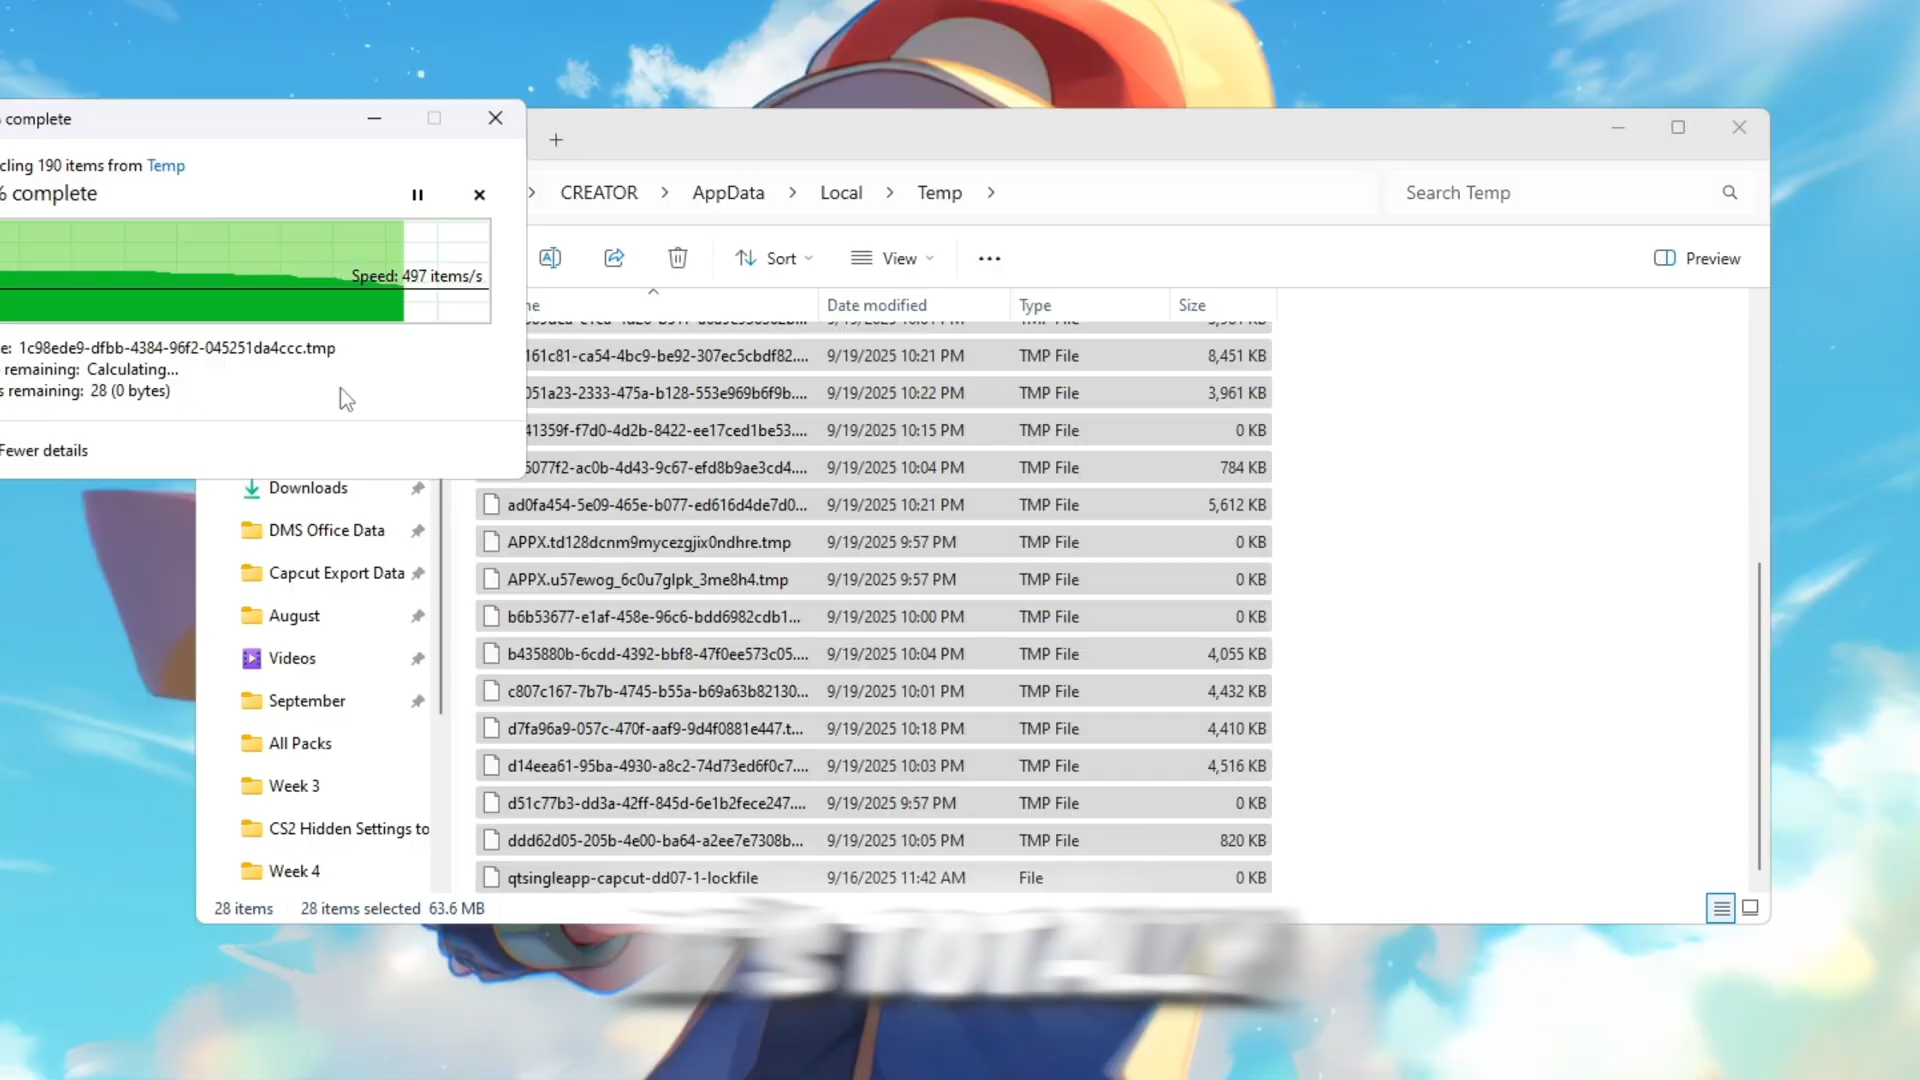 complete
cling 190 items from Temp
% complete
Speed: 497 items/s
e: 1c98ede9-dfbb-4384-96f2-045251da4ccc.tmp
remaining: Calculating...
s remaining: 28 (0 bytes)
Fewer details
CREATOR > AppData > Local > Temp >
Search Temp
Sort
View
Preview
ne
Date modified
Type
Size
161c81-ca54-4bc9-be92-307ec5cbdf82.... 9/19/2025 10:21 PM TMP File 8,451 KB
051a23-2333-475a-b128-553e969b6f9b.... 9/19/2025 10:22 PM TMP File 3,961 KB
41359f-f7d0-4d2b-8422-ee17ced1be53.... 9/19/2025 10:15 PM TMP File 0 KB
5077f2-ac0b-4d43-9c67-efd8b9ae3cd4.... 9/19/2025 10:04 PM TMP File 784 KB
ad0fa454-5e09-465e-b077-ed616d4de7d0... 9/19/2025 10:21 PM TMP File 5,612 KB
APPX.td128dcnm9mycezgjix0ndhre.tmp 9/19/2025 9:57 PM TMP File 0 KB
APPX.u57ewog_6c0u7glpk_3me8h4.tmp 9/19/2025 9:57 PM TMP File 0 KB
b6b53677-e1af-458e-96c6-bdd6982cdb1... 9/19/2025 10:00 PM TMP File 0 KB
b435880b-6cdd-4392-bbf8-47f0ee573c05.... 9/19/2025 10:04 PM TMP File 4,055 KB
c807c167-7b7b-4745-b55a-b69a63b82130... 9/19/2025 10:01 PM TMP File 4,432 KB
d7fa96a9-057c-470f-aaf9-9d4f0881e447.t... 9/19/2025 10:18 PM TMP File 4,410 KB
d14eea61-95ba-4930-a8c2-74d73ed6f0c7.... 9/19/2025 10:03 PM TMP File 4,516 KB
d51c77b3-dd3a-42ff-845d-6e1b2fece247.... 9/19/2025 9:57 PM TMP File 0 KB
ddd62d05-205b-4e00-ba64-a2ee7e7308b... 9/19/2025 10:05 PM TMP File 820 KB
qtsingleapp-capcut-dd07-1-lockfile 9/16/2025 11:42 AM File 0 KB
Downloads
DMS Office Data
Capcut Export Data
August
Videos
September
All Packs
Week 3
CS2 Hidden Settings to
Week 4
28 items
28 items selected 63.6 MB